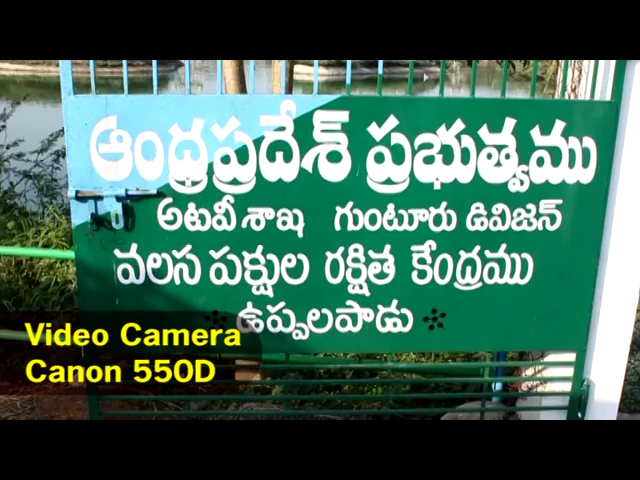 ఆంధ్రప్రదేశ్ ప్రభుత్వము
అటవీ శాఖ గుంటూరు డివిజన్
వలస పక్షుల రక్షిత కేంద్రము
ఉప్పలపాడు
Video Camera
Canon 550D